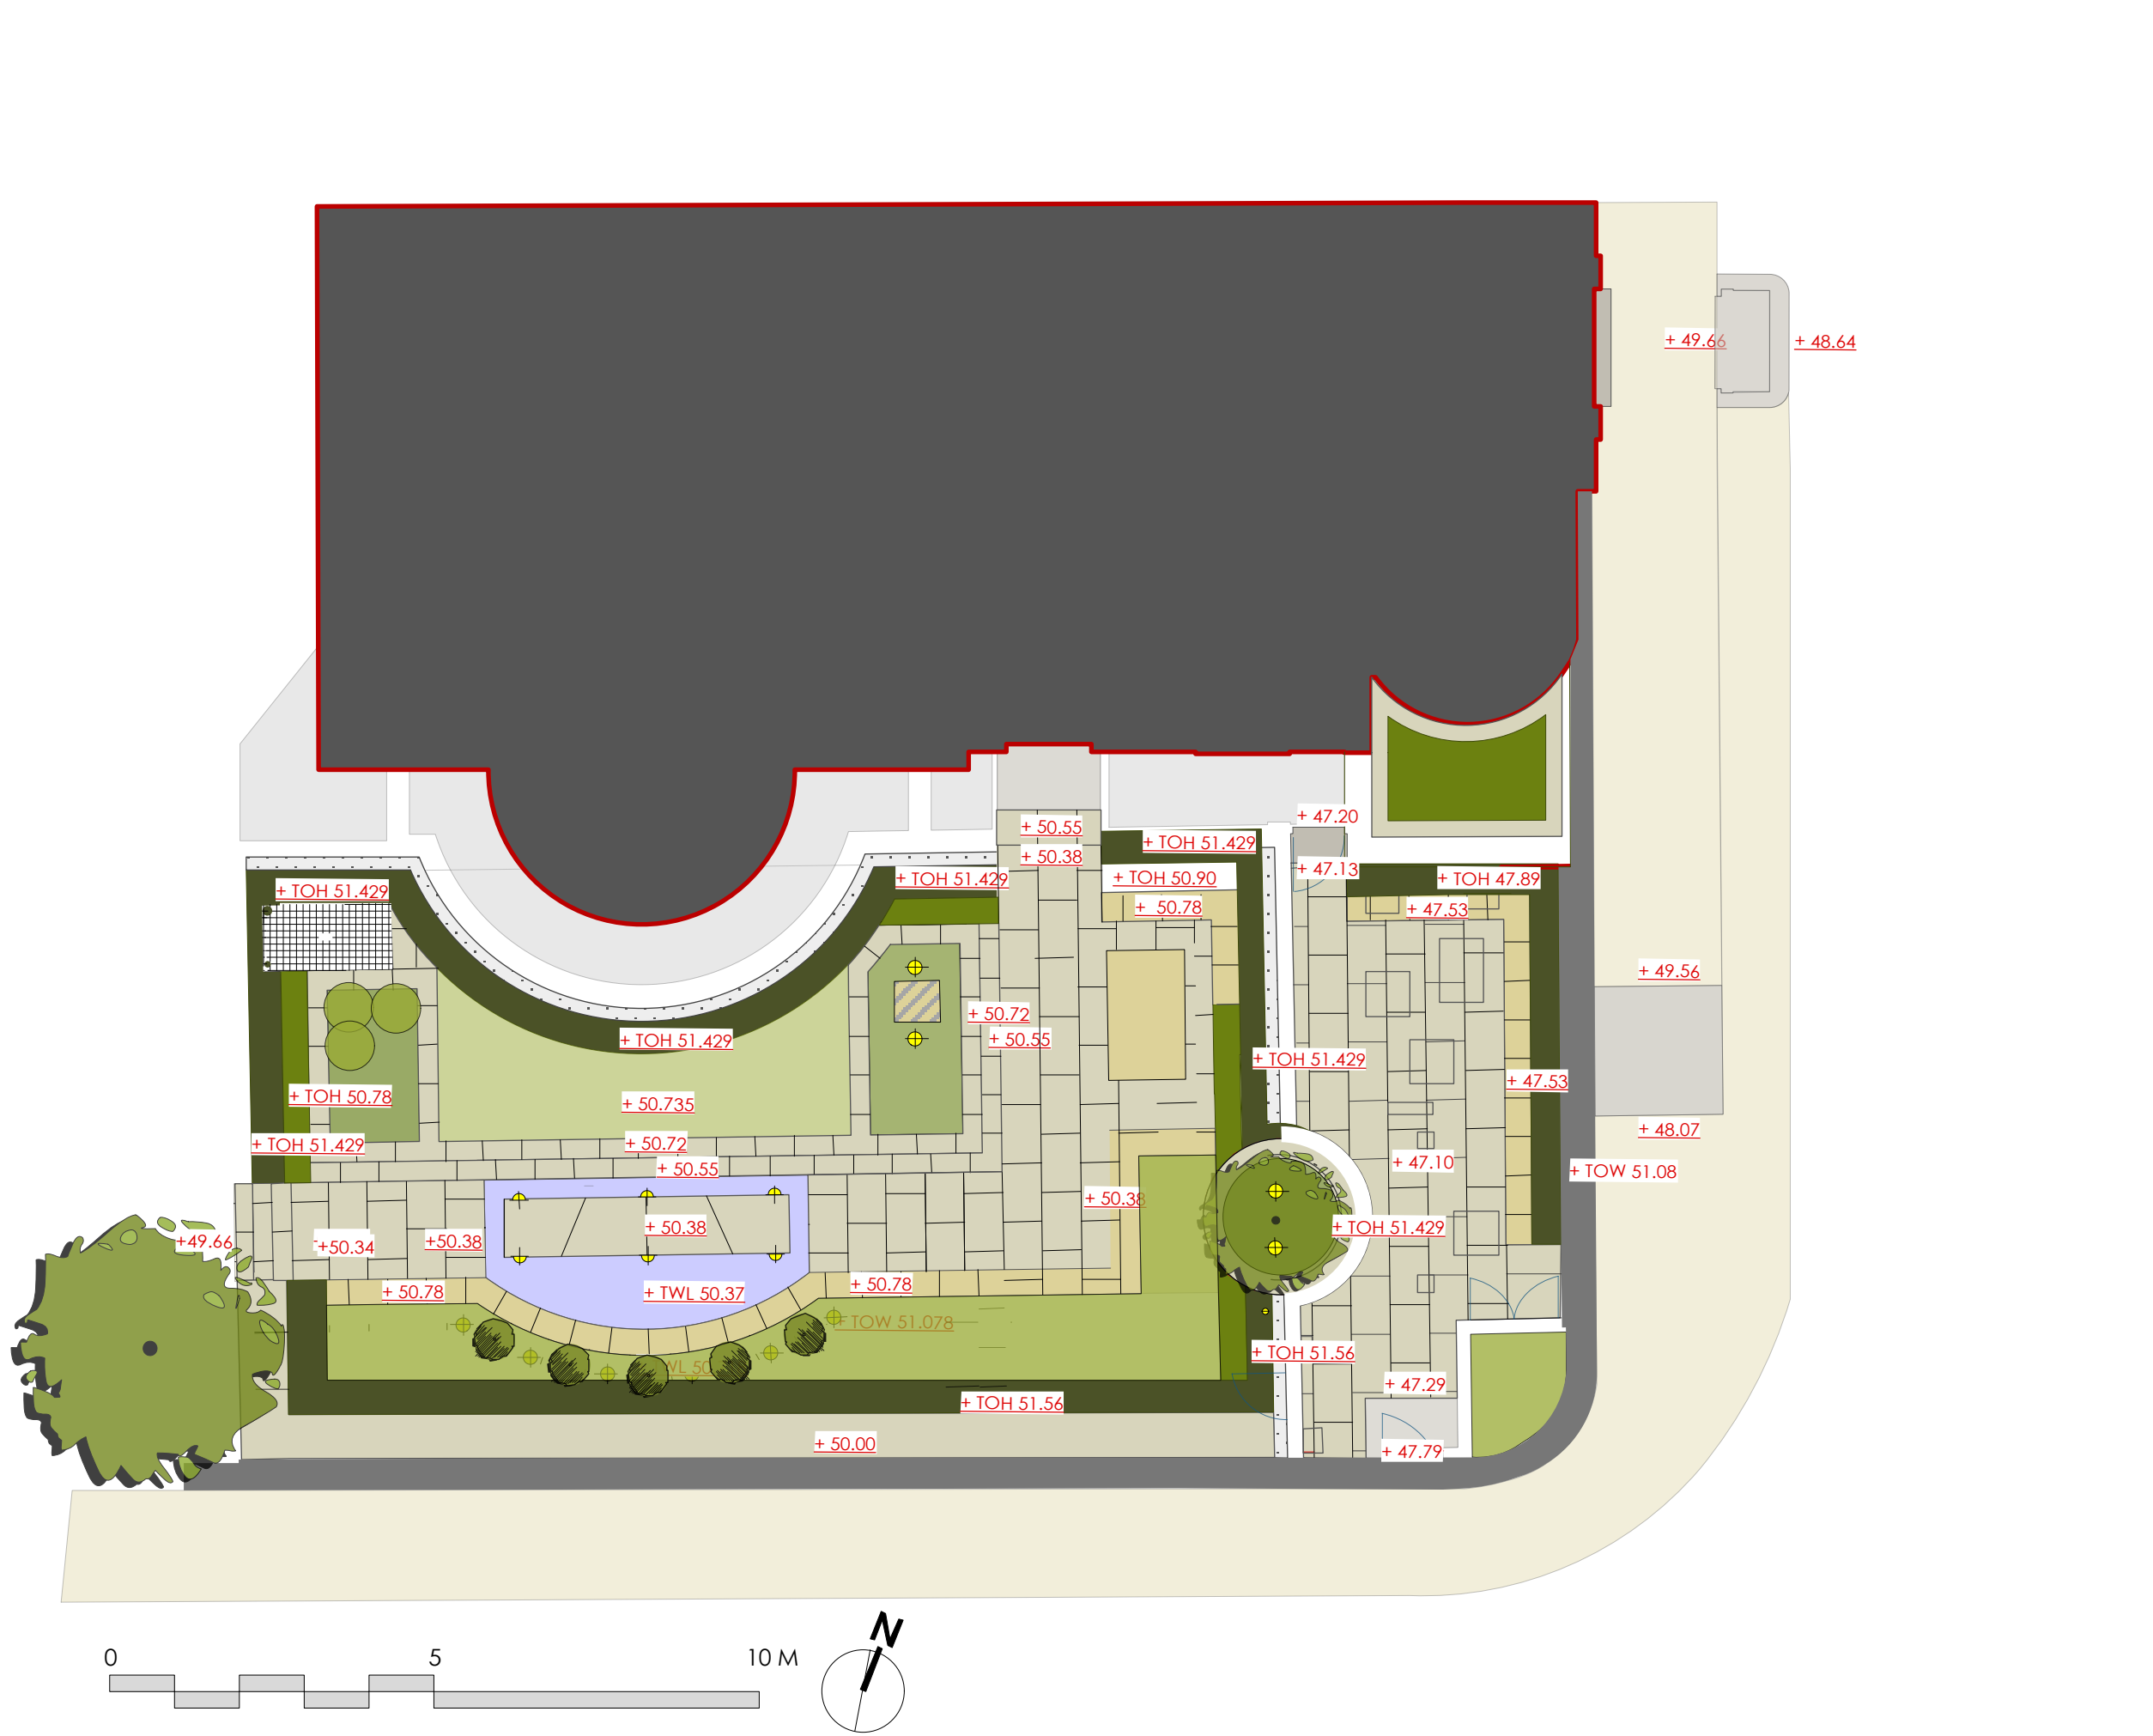 + 49.66
+ 48.64
+ 47.20
+ 50.55
+ TOH 51.429
+ 50.38
+ 47.13
+ TOH 51.429
+ TOH 51.429
+ TOH 50.90
+ TOH 47.89
+ 50.78
+ 47.53
+ 49.56
+ 50.72
+ 50.55
+ TOH 51.429
+ TOH 51.429
+ 47.53
+ TOH 50.78
+ 50.735
+ 48.07
+ TOH 51.429
+ 50.72
+ 50.55
+ 47.10
+ TOW 51.08
+ 50.38
+ 50.38
+ TOH 51.429
+49.66
+50.34
+50.38
+ 50.78
+ TWL 50.37
+ 50.78
+ TOW 51.078
+ TOH 51.56
+ 47.29
+ TOH 51.56
+ 50.00
+ 47.79
N
0 5 10 M